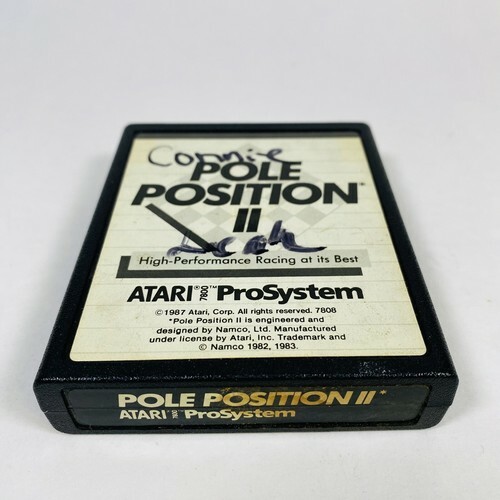 Connie
POLE
POSITION*
II
High-Performance Racing at its Best
ATARI® 7800™ ProSystem
©1987 Atari, Corp. All rights reserved. 7808
*Pole Position II is engineered and
designed by Namco, Ltd. Manufactured
under license by Atari, Inc. Trademark and
© Namco 1982, 1983.
POLE POSITION II*
ATARI 7800 ProSystem